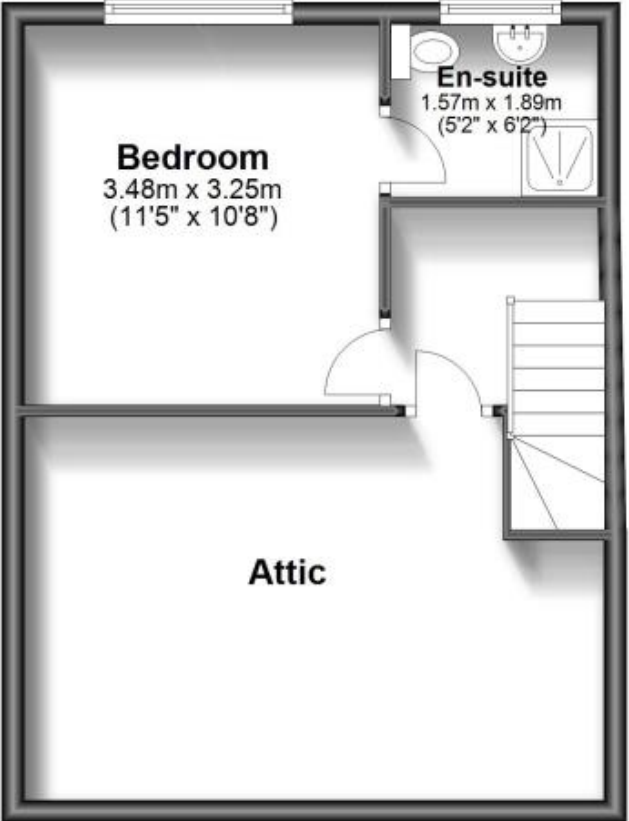 Bedroom
3.48m x 3.25m
(11'5" x 10'8")
En-suite
1.57m x 1.89m
(5'2" x 6'2")
Attic